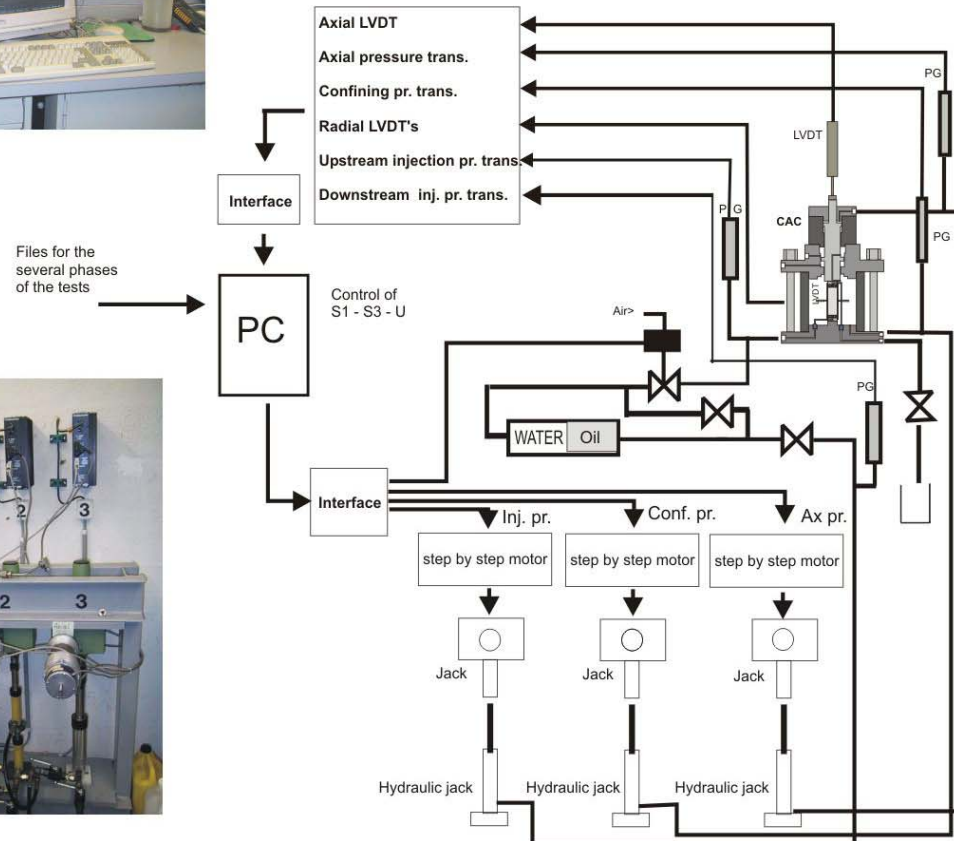 Axial LVDT
Axial pressure trans.
Confining pr. trans.
Radial LVDT's
Upstream injection pr. trans.
Downstream inj. pr. trans.
PG
LVDT
P G
CAC
PG
LVDT
Interface
Files for the
several phases
of the tests
PC
Control of
S1 - S3 - U
Air>
PG
WATER Oil
Interface
Inj. pr.
Conf. pr.
Ax pr.
step by step motor
step by step motor
step by step motor
Jack
Jack
Jack
Hydraulic jack
Hydraulic jack
Hydraulic jack
2
3
2
3